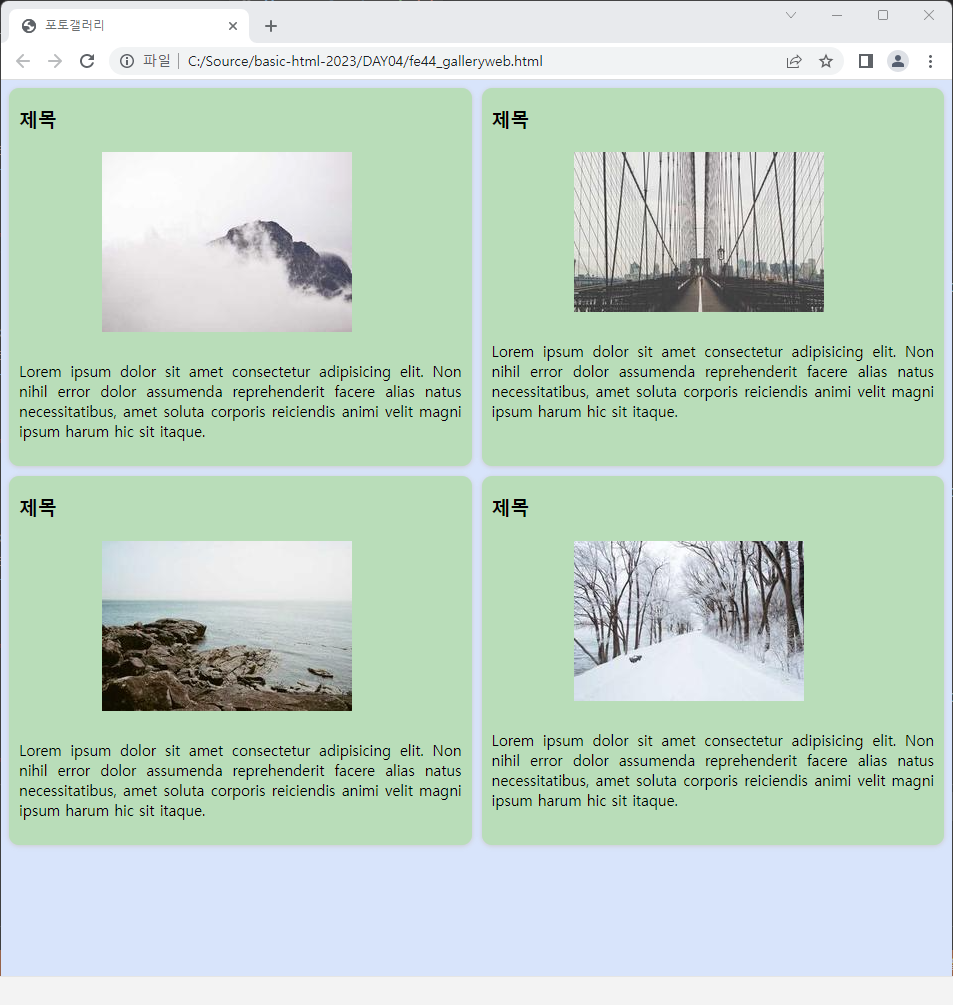 포토갤러리
파일 C:/Source/basic-html-2023/DAY04/fe44_galleryweb.html
제목
Lorem ipsum dolor sit amet consectetur adipisicing elit. Non
nihil error dolor assumenda reprehenderit facere alias natus
necessitatibus, amet soluta corporis reiciendis animi velit magni
ipsum harum hic sit itaque.
제목
Lorem ipsum dolor sit amet consectetur adipisicing elit. Non
nihil error dolor assumenda reprehenderit facere alias natus
necessitatibus, amet soluta corporis reiciendis animi velit magni
ipsum harum hic sit itaque.
제목
Lorem ipsum dolor sit amet consectetur adipisicing elit. Non
nihil error dolor assumenda reprehenderit facere alias natus
necessitatibus, amet soluta corporis reiciendis animi velit magni
ipsum harum hic sit itaque.
제목
Lorem ipsum dolor sit amet consectetur adipisicing elit. Non
nihil error dolor assumenda reprehenderit facere alias natus
necessitatibus, amet soluta corporis reiciendis animi velit magni
ipsum harum hic sit itaque.